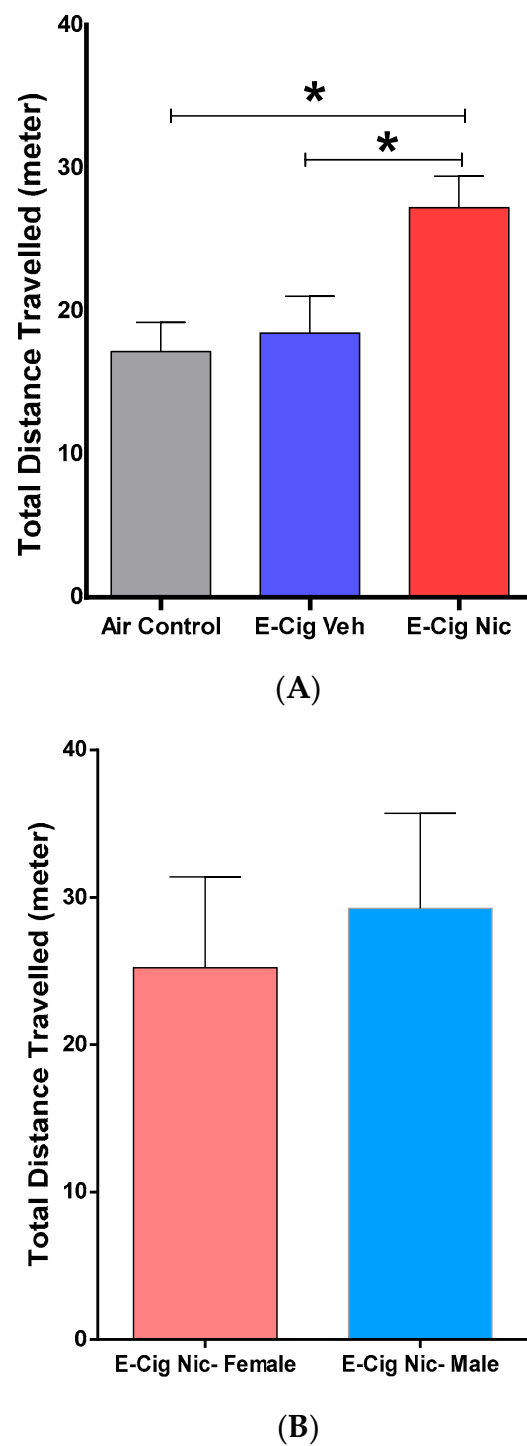 40
*
*
30
20
10
0
Total Distance Travelled (meter)
Air Control E-Cig Veh E-Cig Nic
(A)
40
30
20
10
0
Total Distance Travelled (meter)
E-Cig Nic- Female E-Cig Nic- Male
(B)